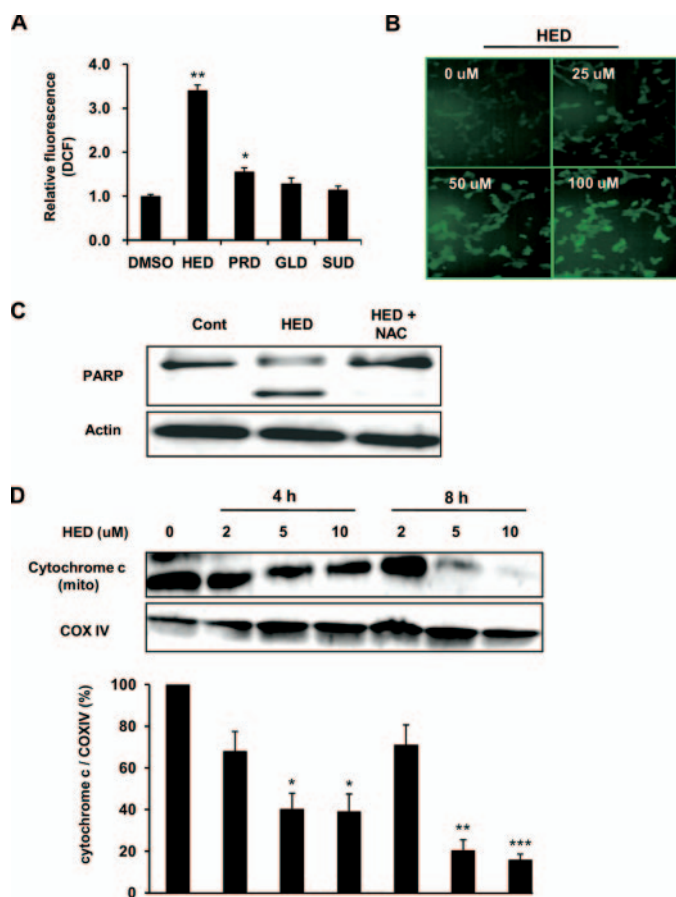 A
Relative fluorescence
(DCF)
4.0
3.0
2.0
1.0
0.0
**
*
DMSO HED PRD GLD SUD
B
HED
0 uM 25 uM
50 uM 100 uM
C
Cont HED HED +
NAC
PARP
Actin
D
4 h 8 h
HED (uM) 0 2 5 10 2 5 10
Cytochrome c
(mito)
COX IV
cytochrome c / COXIV (%)
100
80
60
40
20
0
* * ** ***